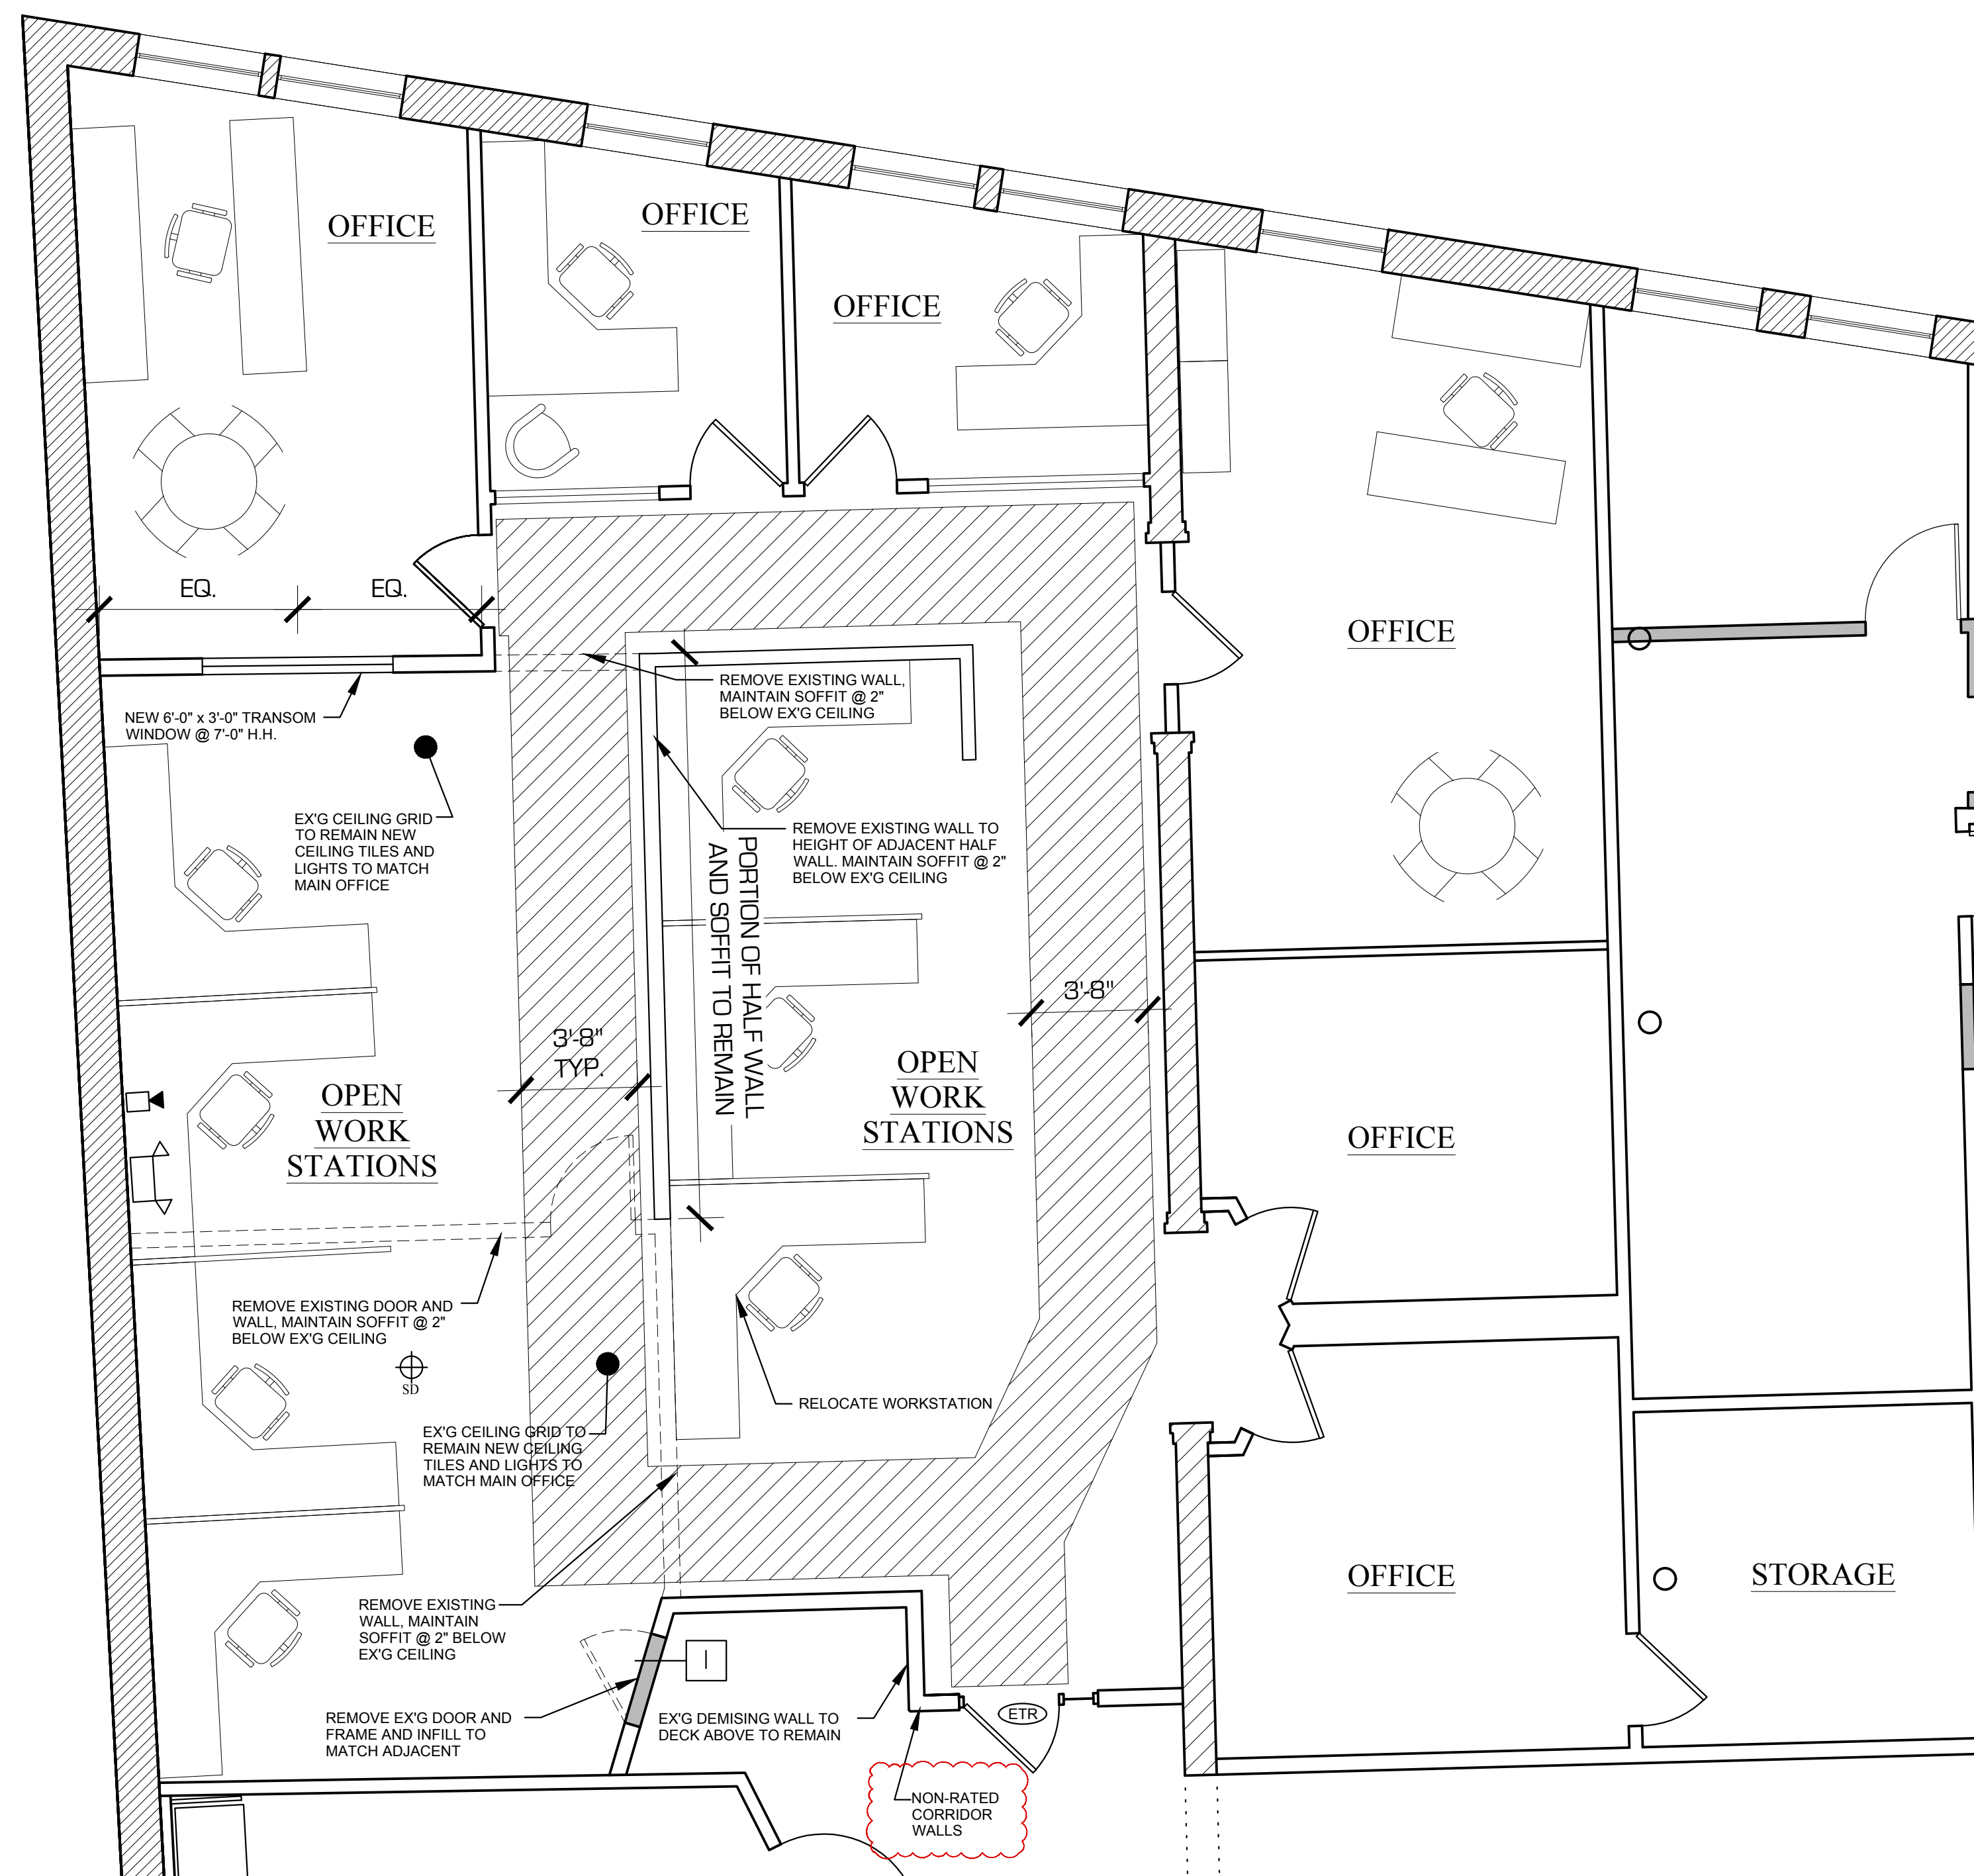 OFFICE
OFFICE
OFFICE
EQ.
EQ.
OFFICE
NEW 6'-0" x 3'-0" TRANSOM
WINDOW @ 7'-0" H.H.
REMOVE EXISTING WALL,
MAINTAIN SOFFIT @ 2"
BELOW EX'G CEILING
EX'G CEILING GRID
TO REMAIN NEW
CEILING TILES AND
LIGHTS TO MATCH
MAIN OFFICE
REMOVE EXISTING WALL TO
HEIGHT OF ADJACENT HALF
WALL. MAINTAIN SOFFIT @ 2"
BELOW EX'G CEILING
PORTION OF HALF WALL
AND SOFFIT TO REMAIN
3'-8"
TYP.
3'-8"
OPEN
WORK
STATIONS
OPEN
WORK
STATIONS
OFFICE
REMOVE EXISTING DOOR AND
WALL, MAINTAIN SOFFIT @ 2"
BELOW EX'G CEILING
SD
RELOCATE WORKSTATION
EX'G CEILING GRID TO
REMAIN NEW CEILING
TILES AND LIGHTS TO
MATCH MAIN OFFICE
OFFICE
STORAGE
REMOVE EXISTING
WALL, MAINTAIN
SOFFIT @ 2" BELOW
EX'G CEILING
1
REMOVE EX'G DOOR AND
FRAME AND INFILL TO
MATCH ADJACENT
EX'G DEMISING WALL TO
DECK ABOVE TO REMAIN
ETR
NON-RATED
CORRIDOR
WALLS